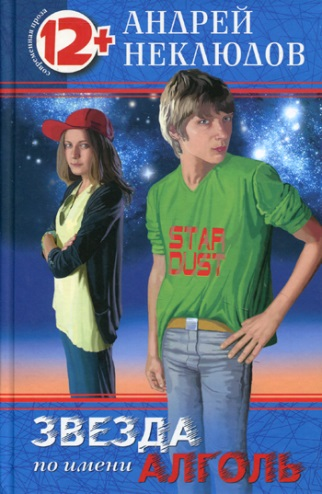 современная проза
12+
АНДРЕЙ
НЕКЛЮДОВ
STAR
DUST
ЗВЕЗДА
по имени
АЛГОЛЬ